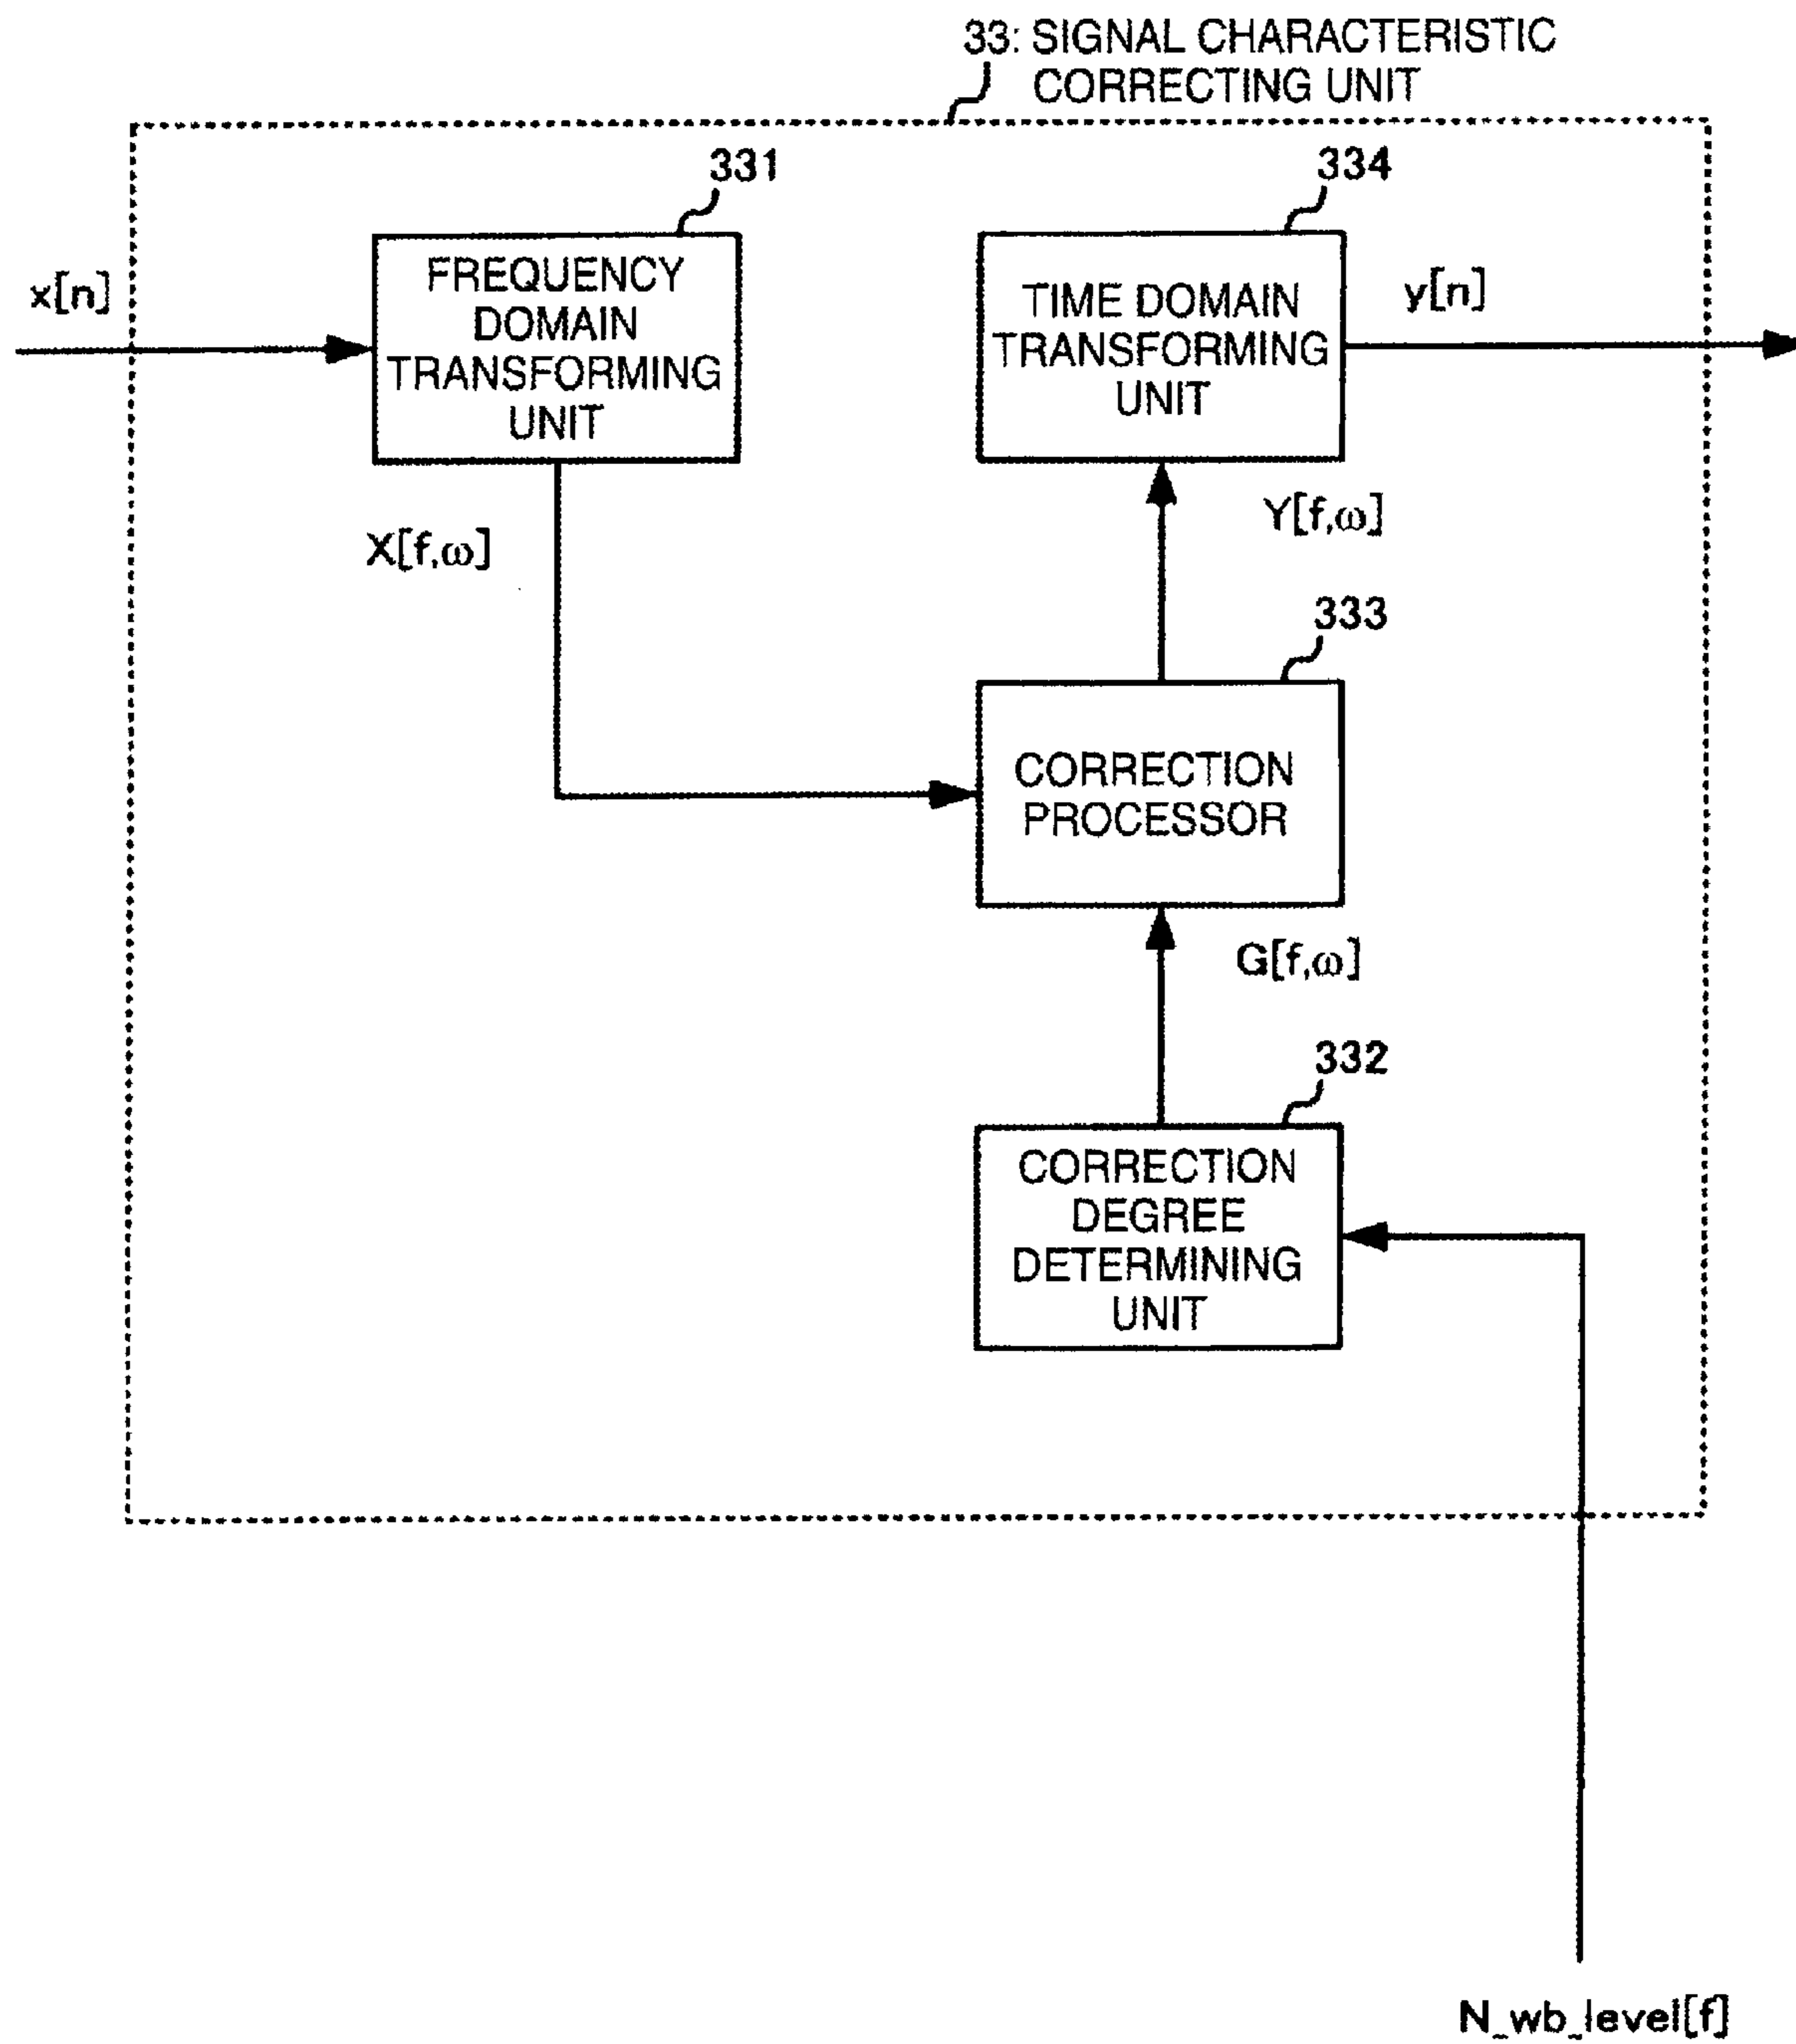 33: SIGNAL CHARACTERISTIC
CORRECTING UNIT
331
334
x[n]
FREQUENCY
DOMAIN
TRANSFORMING
UNIT
TIME DOMAIN
TRANSFORMING
UNIT
y[n]
X[f,ω]
Y[f,ω]
333
CORRECTION
PROCESSOR
G[f,ω]
332
CORRECTION
DEGREE
DETERMINING
UNIT
N_wb_level[f]